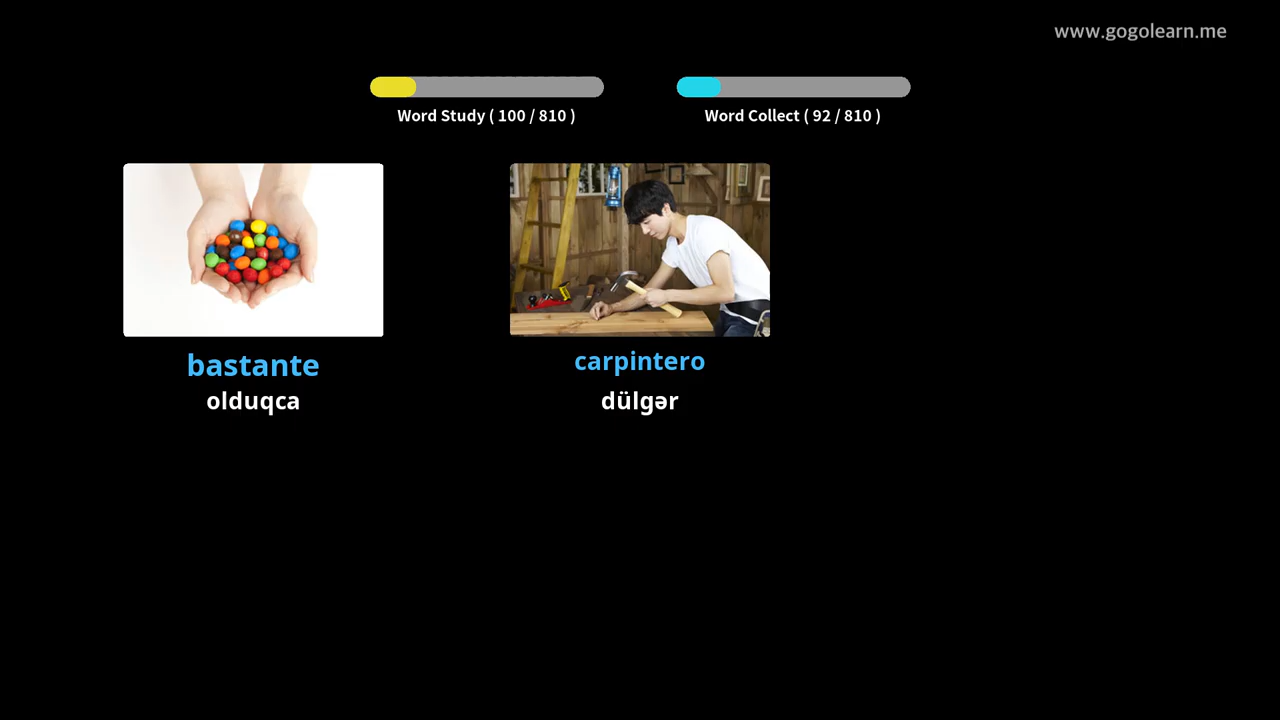 www.gogolearn.me
Word Study ( 100 / 810 )
Word Collect ( 92 / 810 )
bastante
olduqca
carpintero
dülgər